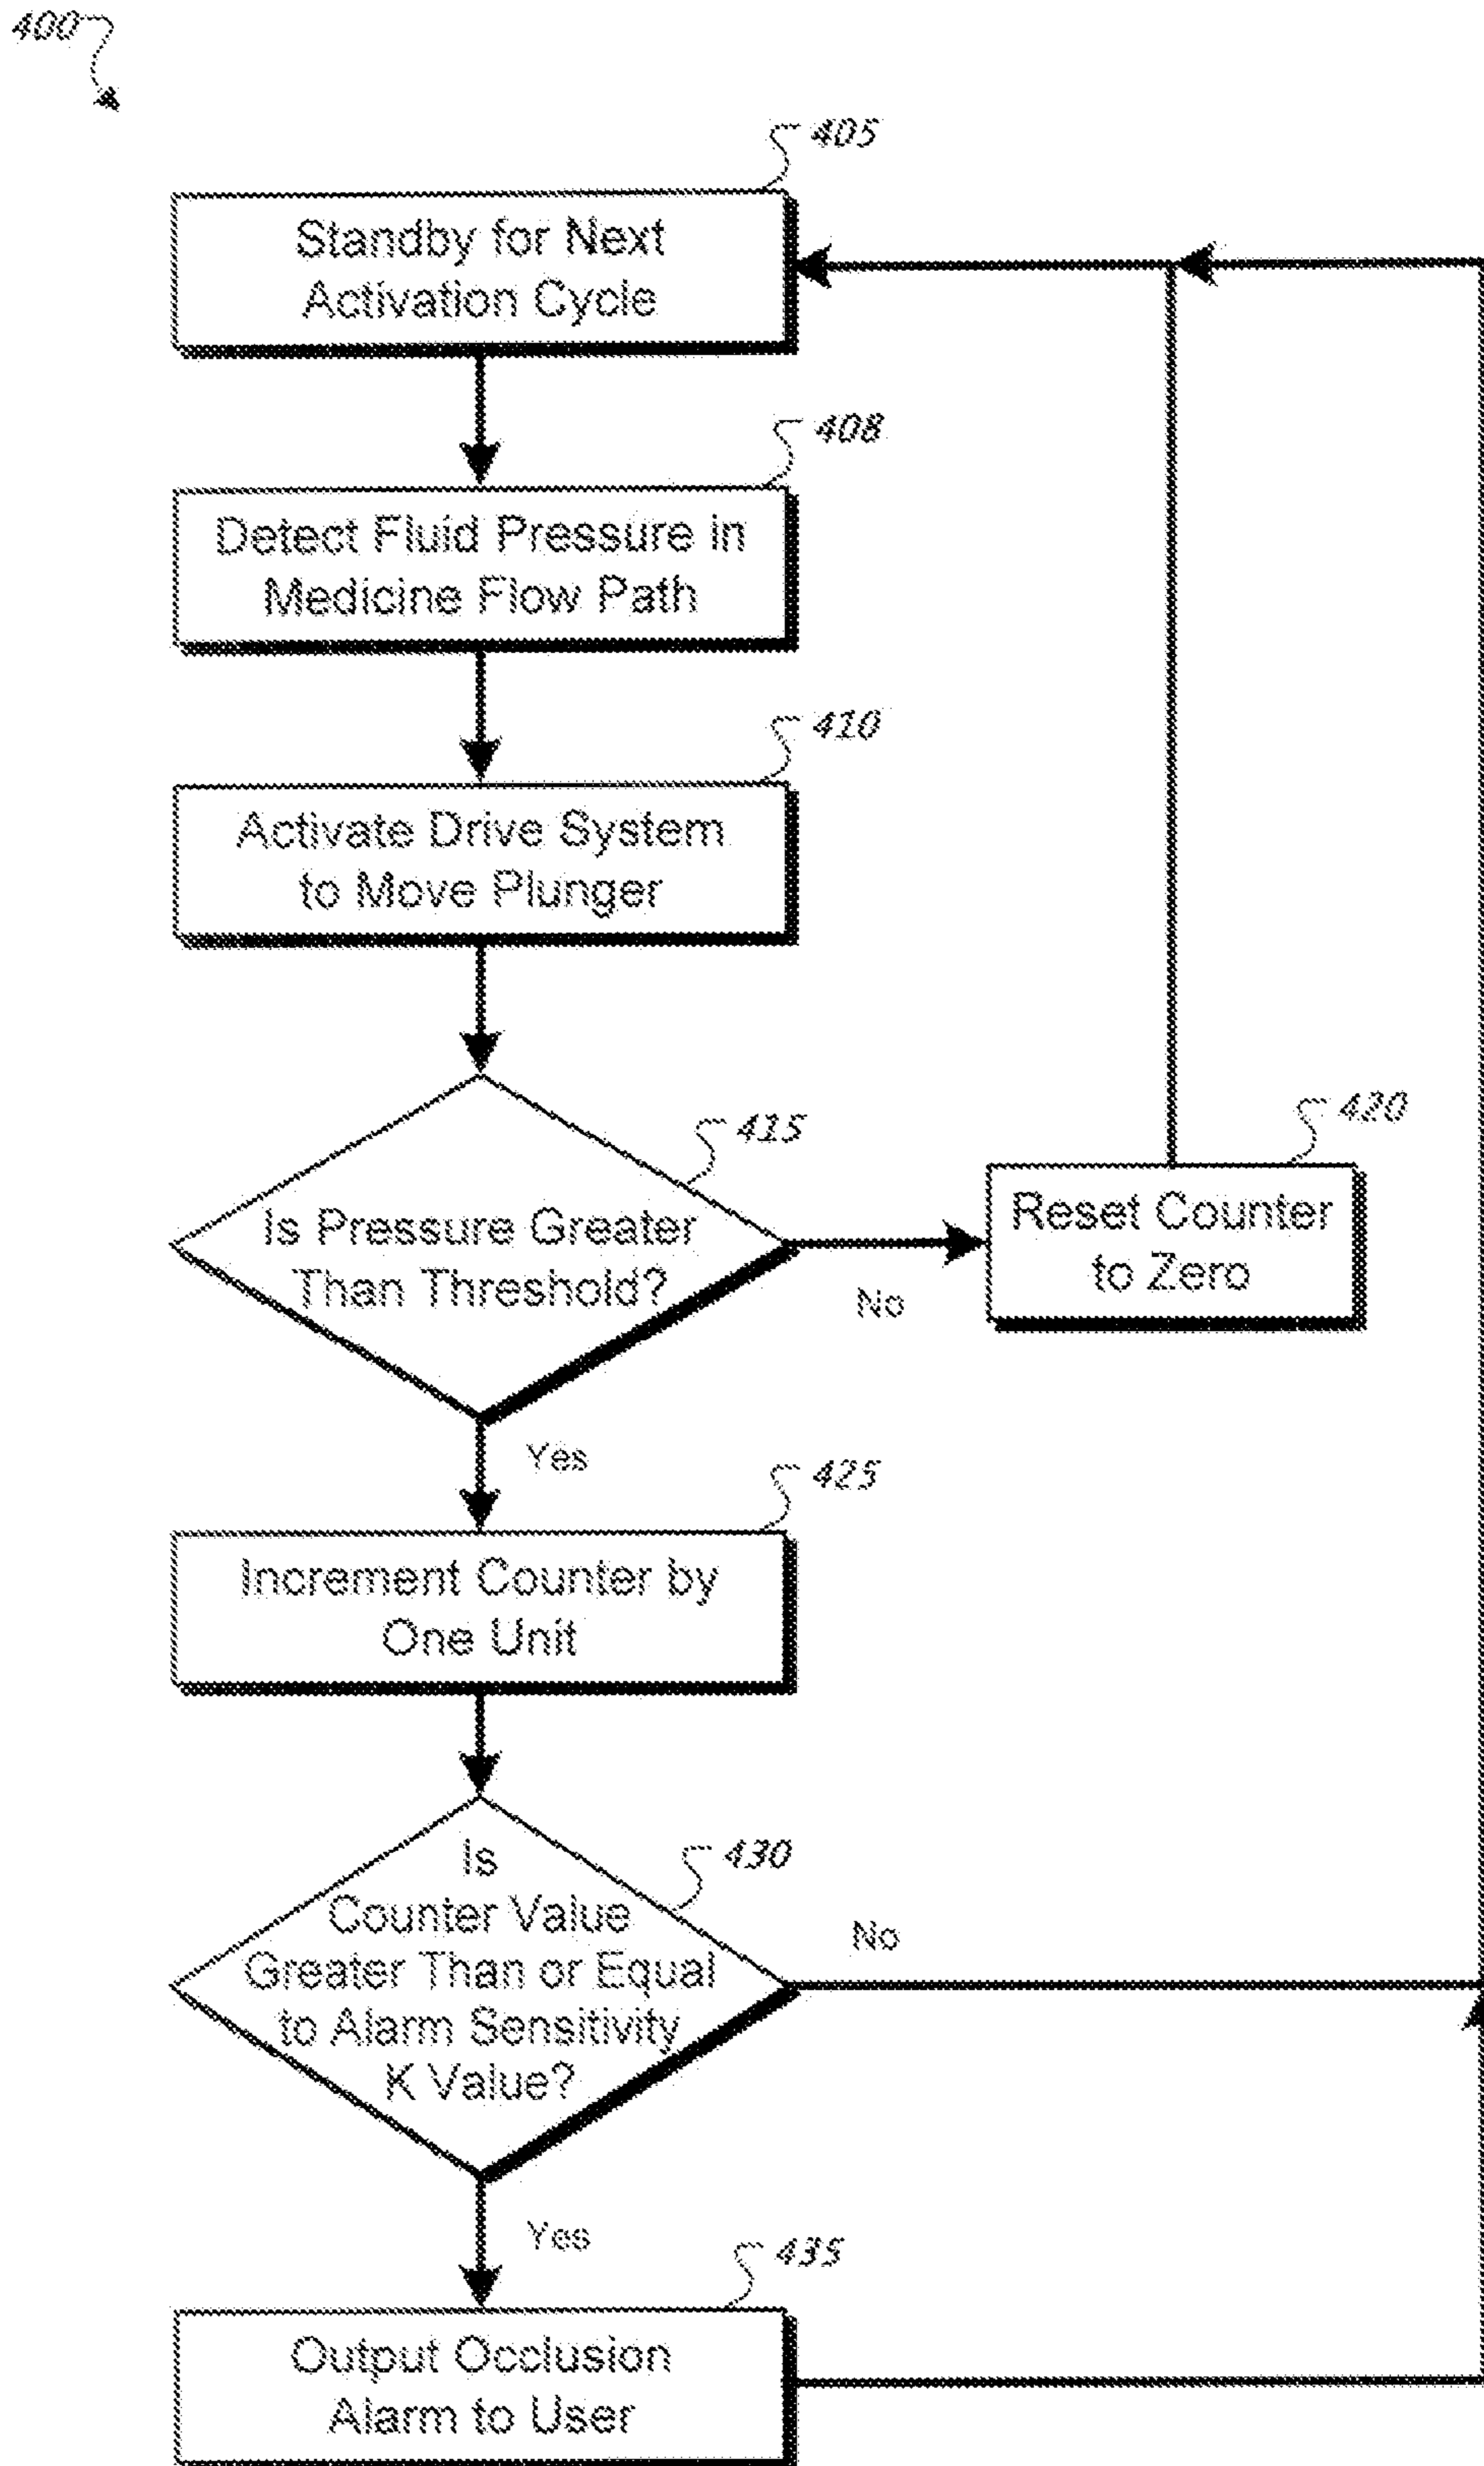 400
405
Standby for Next
Activation Cycle
408
Detect Fluid Pressure in
Medicine Flow Path
410
Activate Drive System
to Move Plunger
415
Is Pressure Greater
Than Threshold?
No
420
Reset Counter
to Zero
Yes
425
Increment Counter by
One Unit
430
Is
Counter Value
Greater Than or Equal
to Alarm Sensitivity
K Value?
No
Yes
435
Output Occlusion
Alarm to User